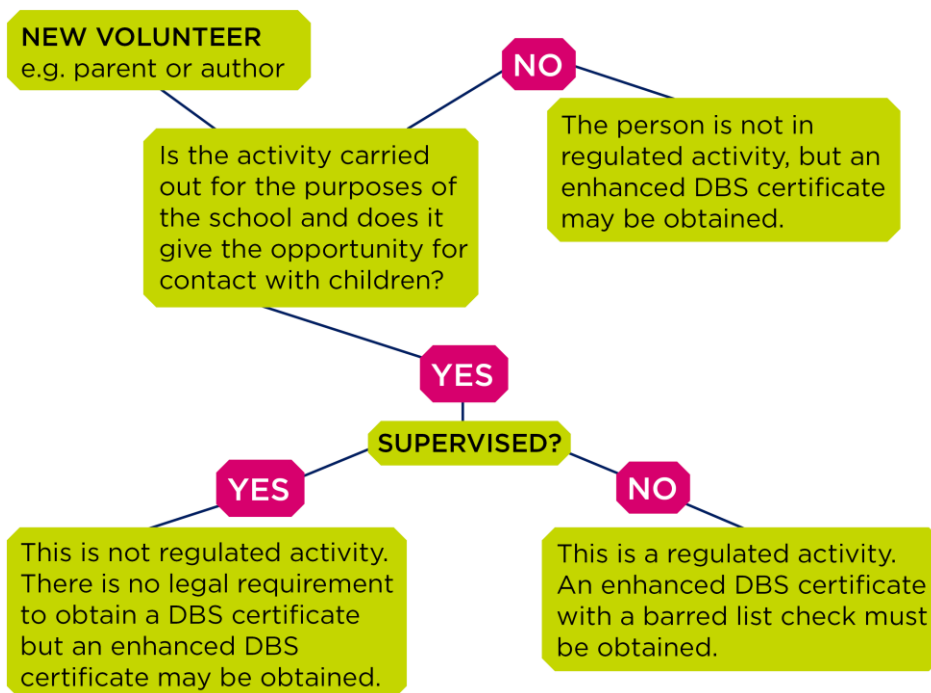 NEW VOLUNTEER
e.g. parent or author
NO
Is the activity carried
out for the purposes of
the school and does it
give the opportunity for
contact with children?
The person is not in
regulated activity, but an
enhanced DBS certificate
may be obtained.
YES
SUPERVISED?
YES
NO
This is not regulated activity.
There is no legal requirement
to obtain a DBS certificate
but an enhanced DBS
certificate may be obtained.
This is a regulated activity.
An enhanced DBS certificate
with a barred list check must
be obtained.